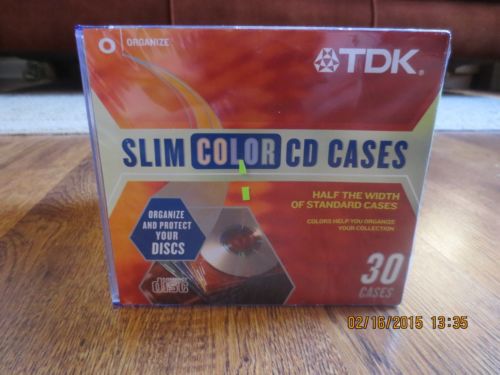 ORGANIZE
TDK.
SLIM COLOR CD CASES
HALF THE WIDTH
OF STANDARD CASES
COLORS HELP YOU ORGANIZE
YOUR COLLECTION
ORGANIZE
AND PROTECT
YOUR
DISCS
disc
30
CASES
02/16/2015 13:35